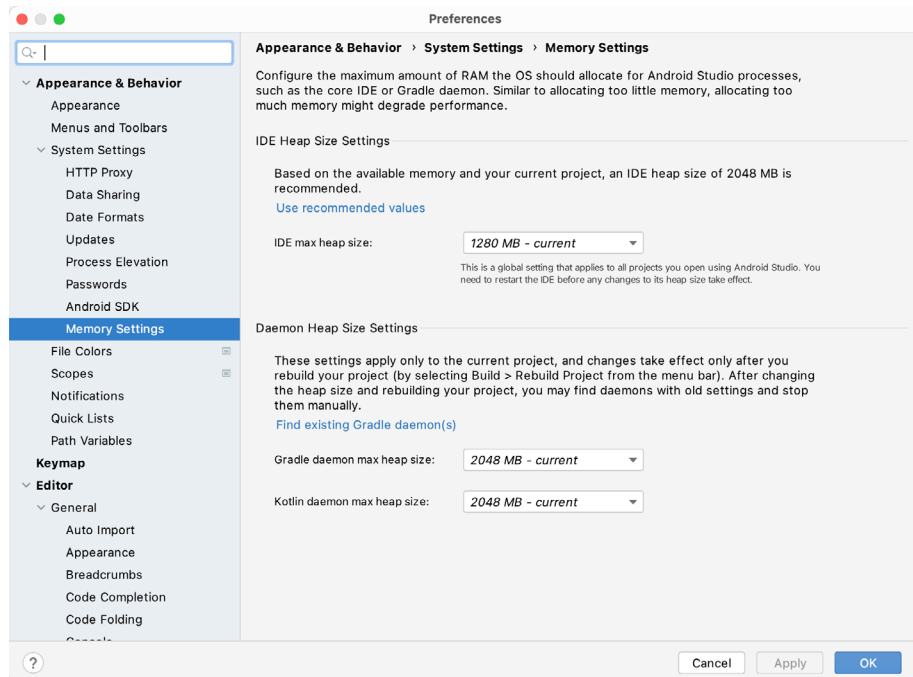 Preferences
Appearance & Behavior
Appearance
Menus and Toolbars
System Settings
HTTP Proxy
Data Sharing
Date Formats
Updates
Process Elevation
Passwords
Android SDK
Memory Settings
File Colors
Scopes
Notifications
Quick Lists
Path Variables
Keymap
Editor
General
Auto Import
Appearance
Breadcrumbs
Code Completion
Code Folding
Appearance & Behavior › System Settings › Memory Settings
Configure the maximum amount of RAM the OS should allocate for Android Studio processes,
such as the core IDE or Gradle daemon. Similar to allocating too little memory, allocating too
much memory might degrade performance.
IDE Heap Size Settings
Based on the available memory and your current project, an IDE heap size of 2048 MB is
recommended.
Use recommended values
IDE max heap size: 1280 MB - current
This is a global setting that applies to all projects you open using Android Studio. You
need to restart the IDE before any changes to its heap size take effect.
Daemon Heap Size Settings
These settings apply only to the current project, and changes take effect only after you
rebuild your project (by selecting Build > Rebuild Project from the menu bar). After changing
the heap size and rebuilding your project, you may find daemons with old settings and stop
them manually.
Find existing Gradle daemon(s)
Gradle daemon max heap size: 2048 MB - current
Kotlin daemon max heap size: 2048 MB - current
?
Cancel Apply OK